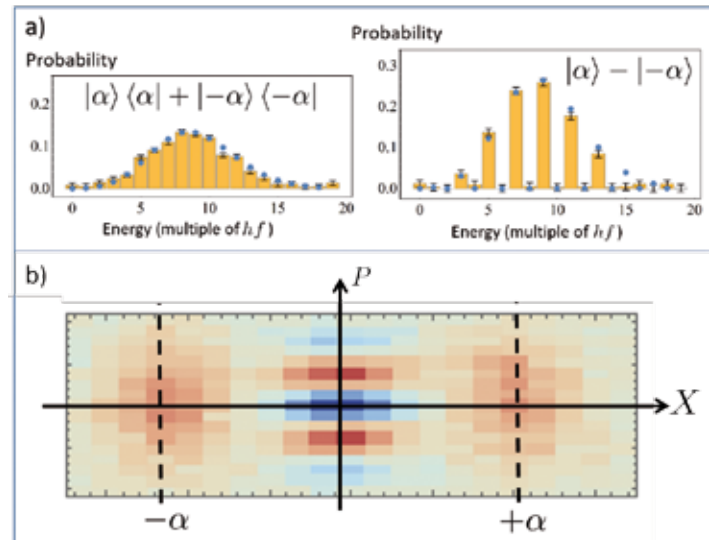 a)
Probability
|α⟩ ⟨α| + |−α⟩ ⟨−α|
0.2
0.1
0.0
0 5 10 15 20
Energy (multiple of hf)
Probability
|α⟩ − |−α⟩
0.3
0.2
0.1
0.0
0 5 10 15 20
Energy (multiple of hf)
b)
P
X
−α
+α